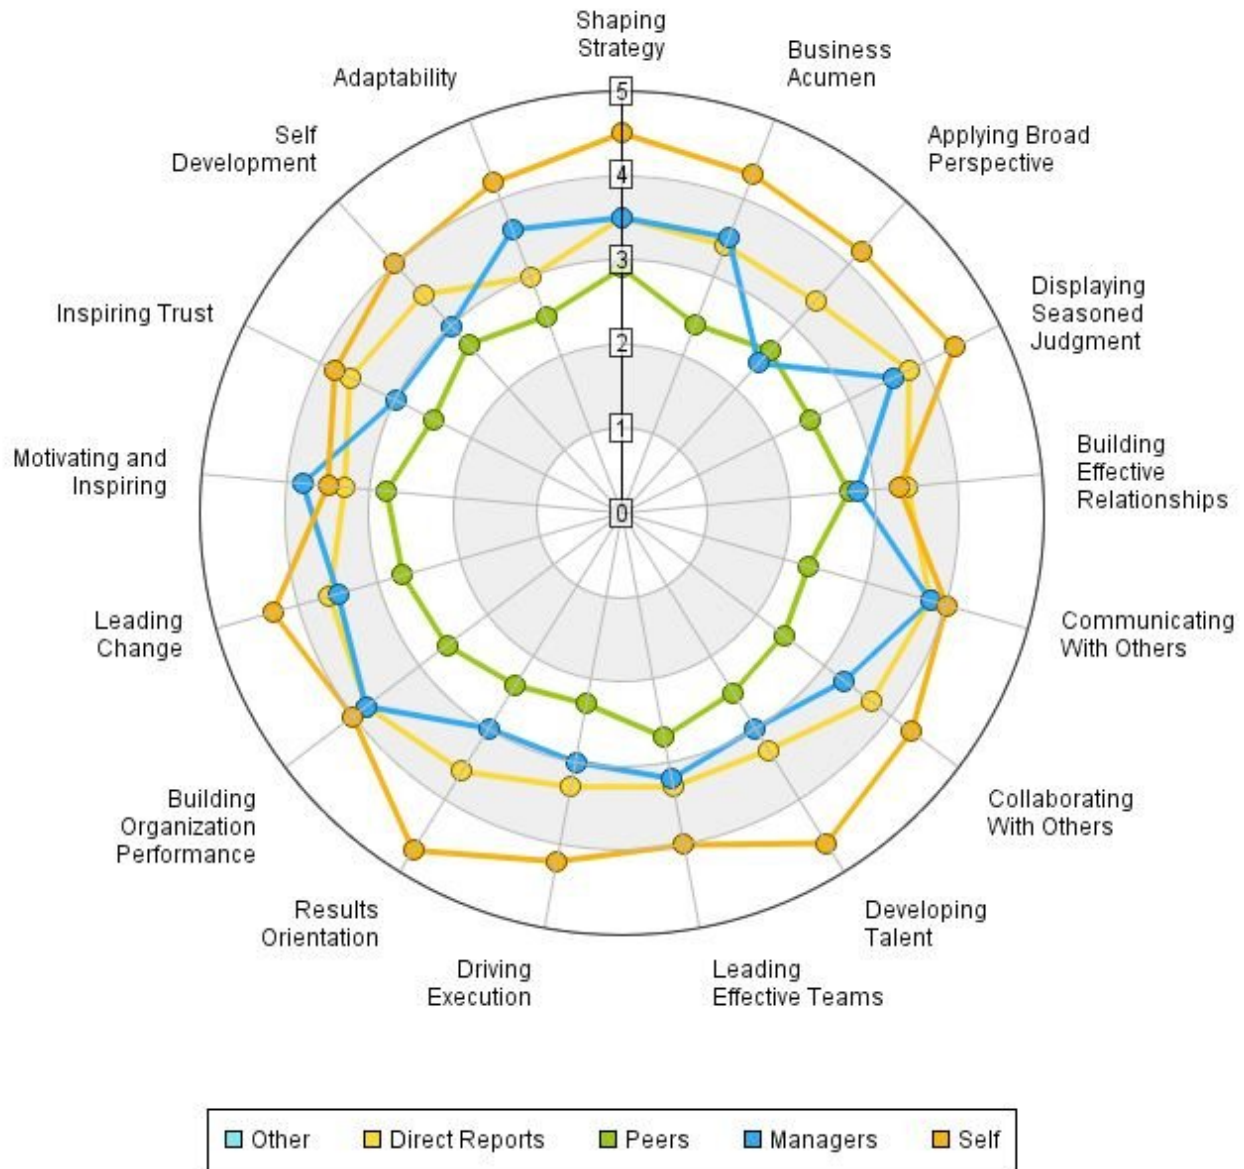 Shaping
Strategy
Business
Acumen
Applying Broad
Perspective
Displaying
Seasoned
Judgment
Building
Effective
Relationships
Communicating
With Others
Collaborating
With Others
Developing
Talent
Leading
Effective Teams
Driving
Execution
Results
Orientation
Building
Organization
Performance
Leading
Change
Motivating and
Inspiring
Inspiring Trust
Self
Development
Adaptability
5
4
3
2
1
0
Other Direct Reports Peers Managers Self